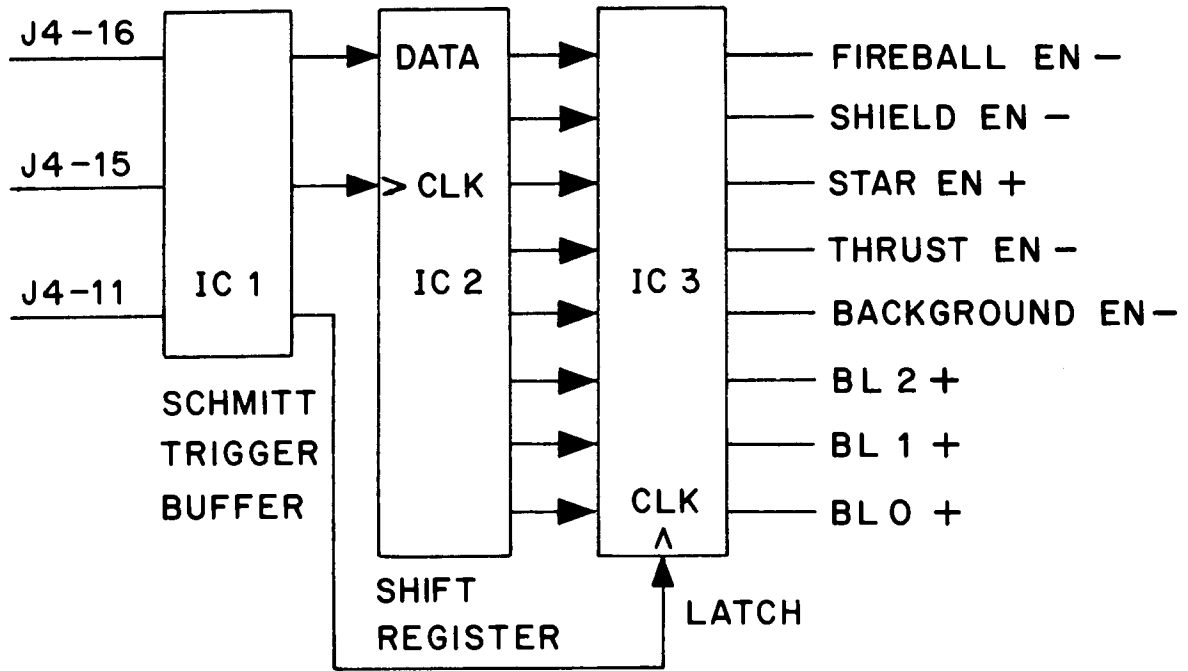 J4-16
J4-15
J4-11
IC 1
SCHMITT
TRIGGER
BUFFER
DATA
> CLK
IC 2
SHIFT
REGISTER
IC 3
CLK
LATCH
FIREBALL EN -
SHIELD EN -
STAR EN +
THRUST EN -
BACKGROUND EN -
BL 2 +
BL 1 +
BL 0 +